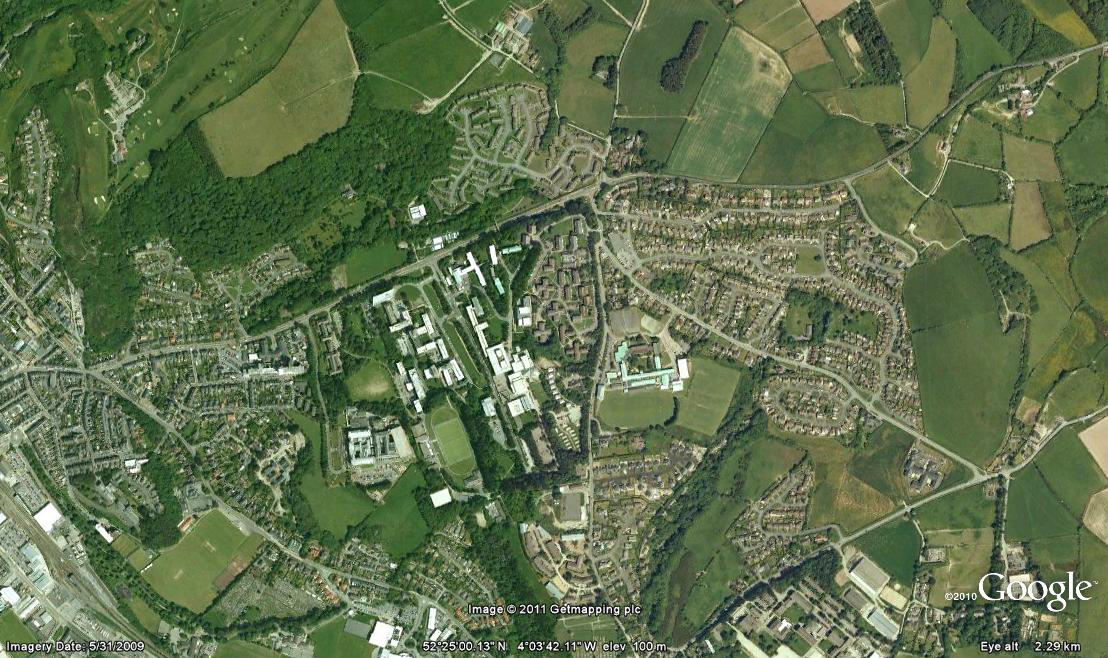 ©2010 Google™
Image © 2011 Getmapping plc
Imagery Date: 5/31/2009 52°25'00.13" N 4°03'42.11" W elev 100 m Eye alt 2.29 km